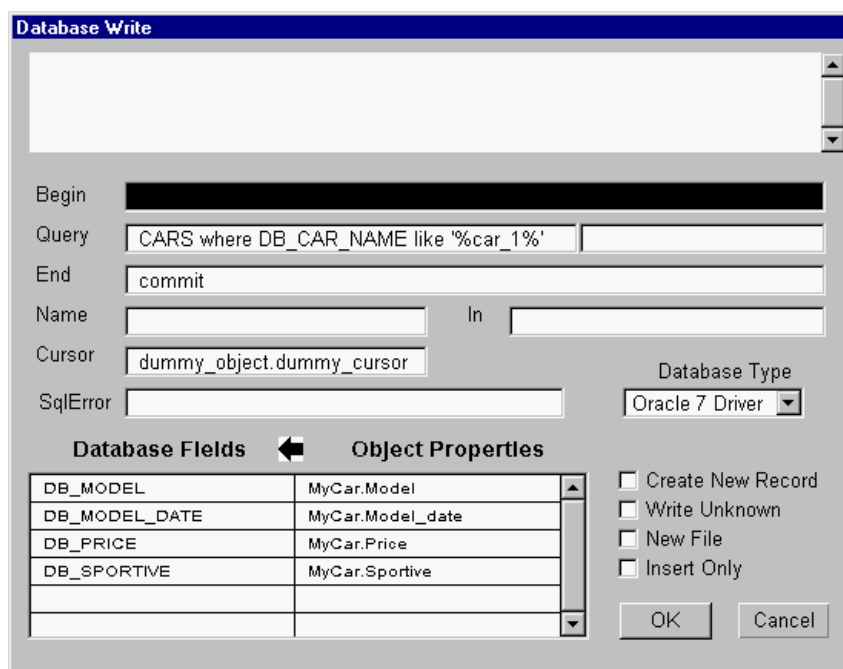 Database Write
Begin
Query CARS where DB_CAR_NAME like '%car_1%'
End commit
Name In
Cursor dummy_object.dummy_cursor
Database Type
SqlError Oracle 7 Driver
Database Fields Object Properties
DB_MODEL MyCar.Model
DB_MODEL_DATE MyCar.Model_date
DB_PRICE MyCar.Price
DB_SPORTIVE MyCar.Sportive
Create New Record
Write Unknown
New File
Insert Only
OK Cancel